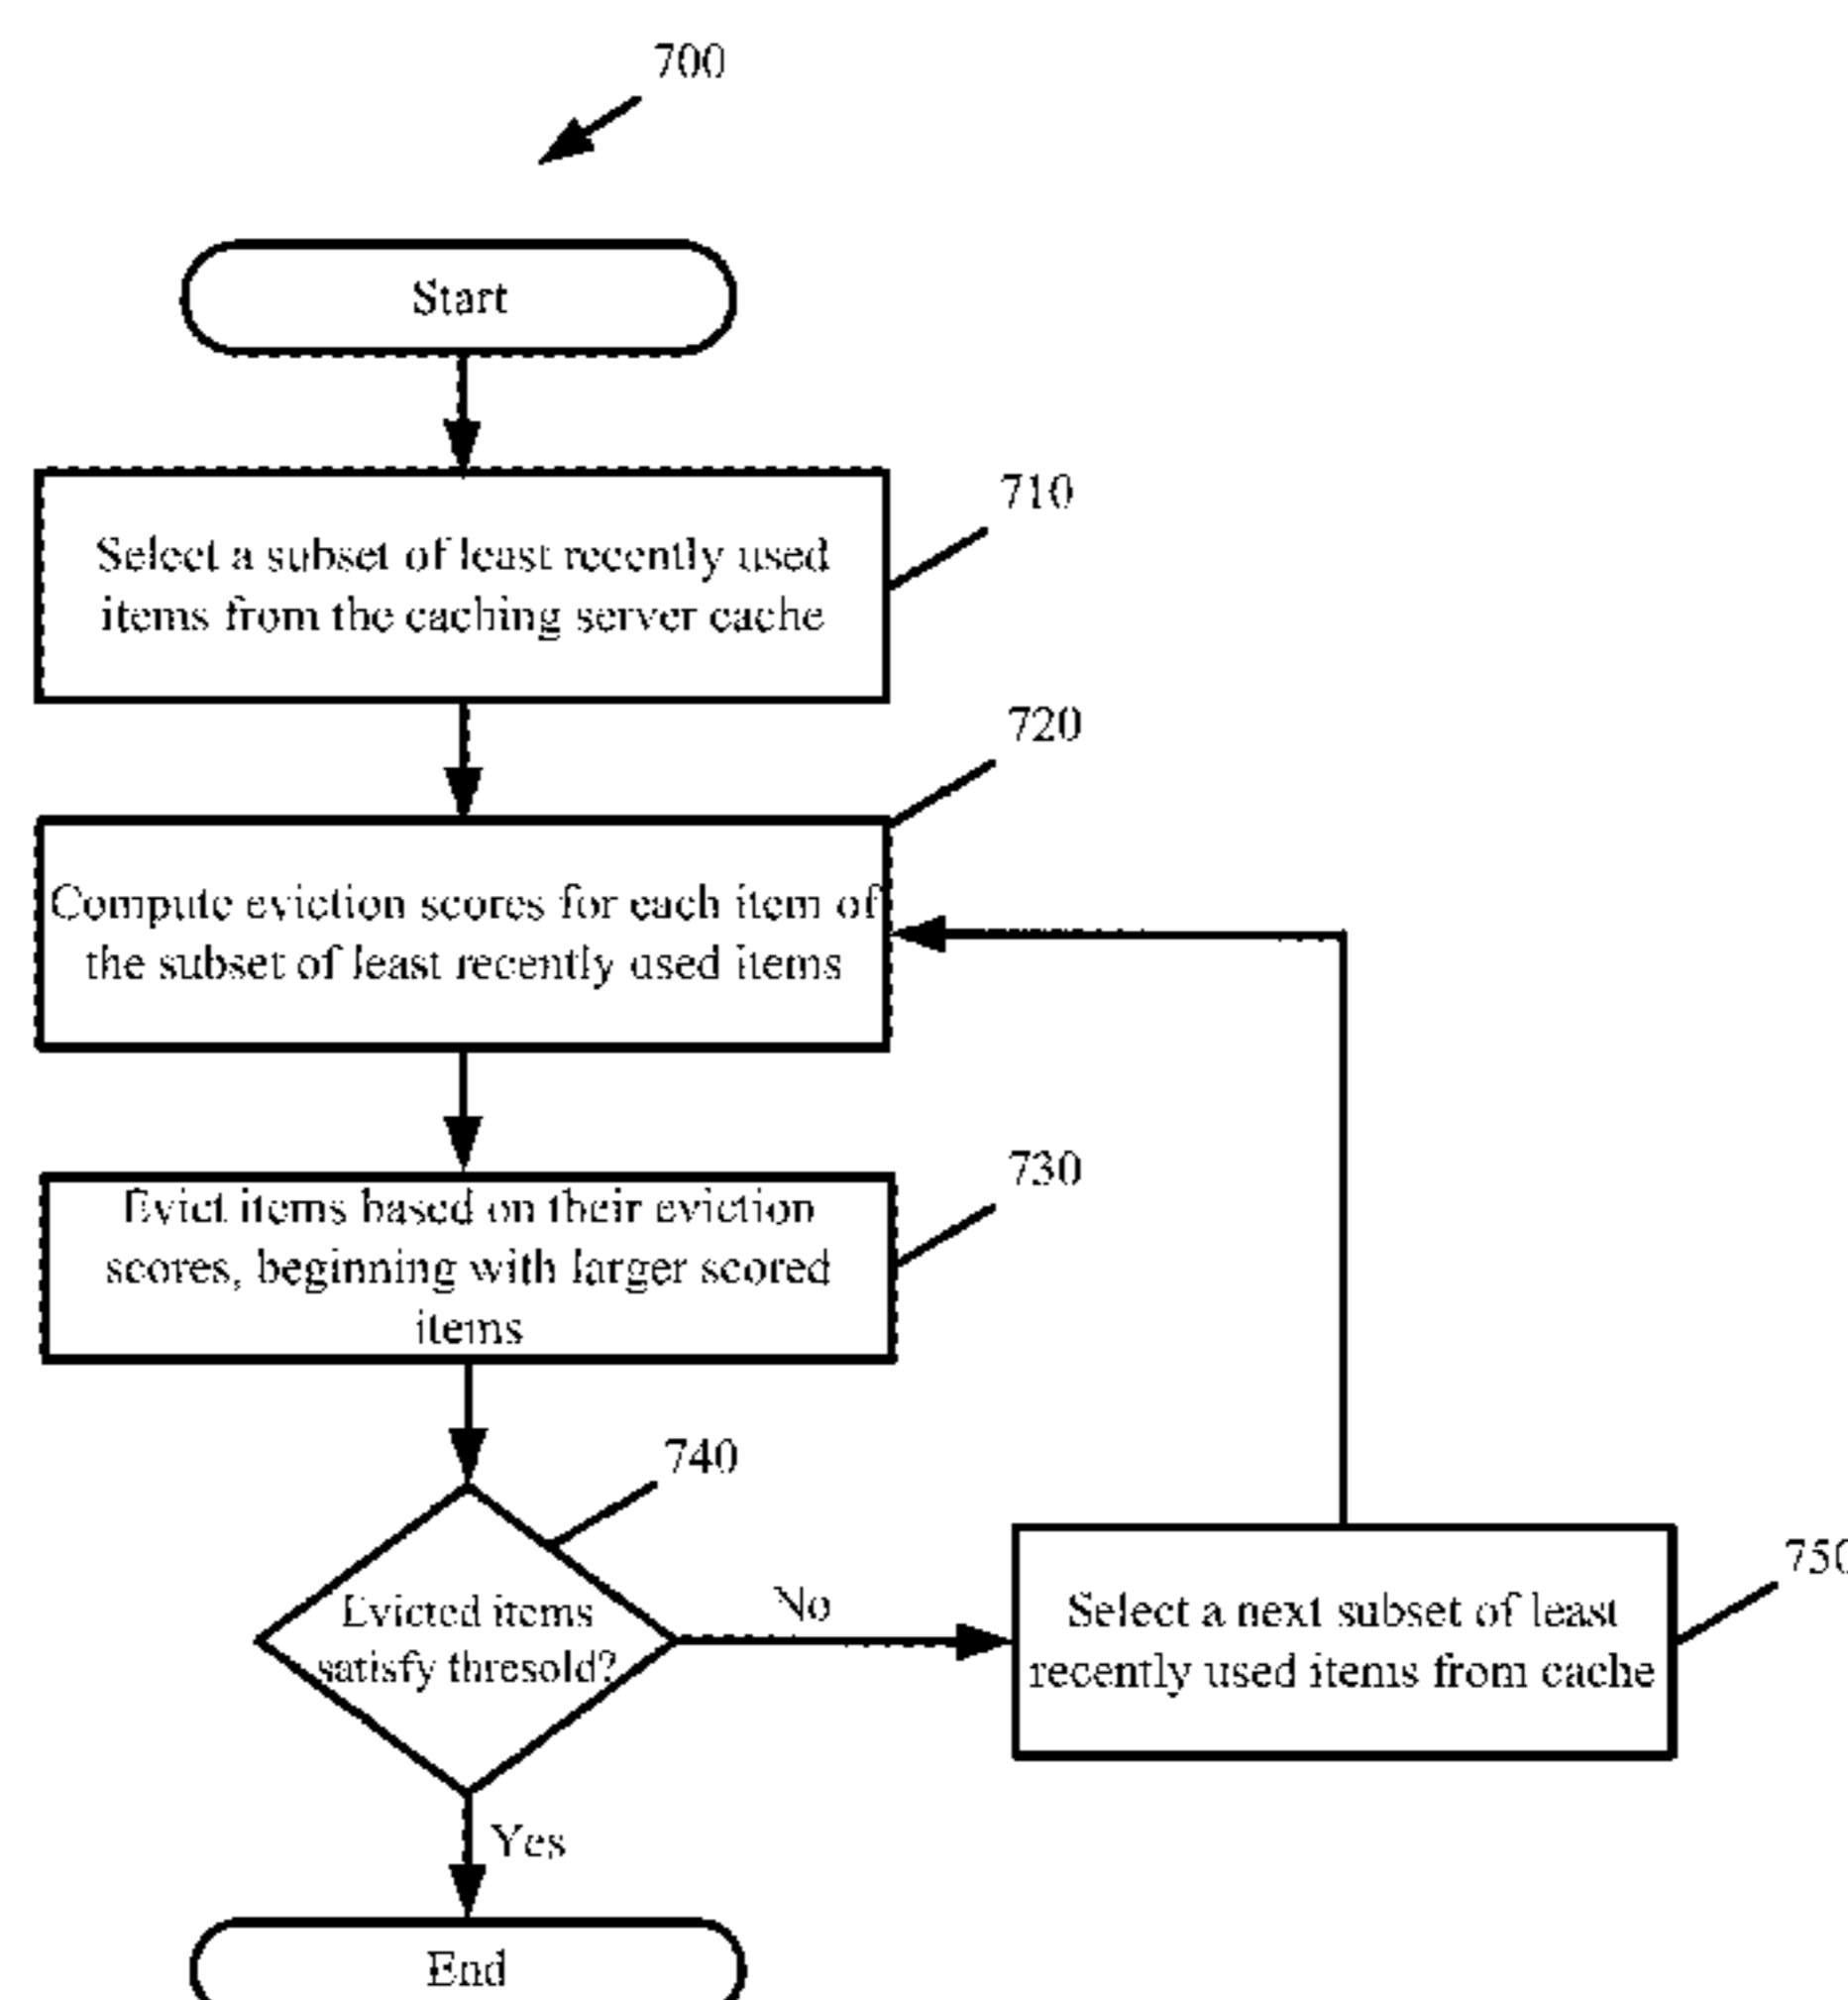 700
Start
710
Select a subset of least recently used
items from the caching server cache
720
Compute eviction scores for each item of
the subset of least recently used items
730
Evict items based on their eviction
scores, beginning with larger scored
items
740
Evicted items
satisfy thresold?
No
750
Select a next subset of least
recently used items from cache
Yes
End